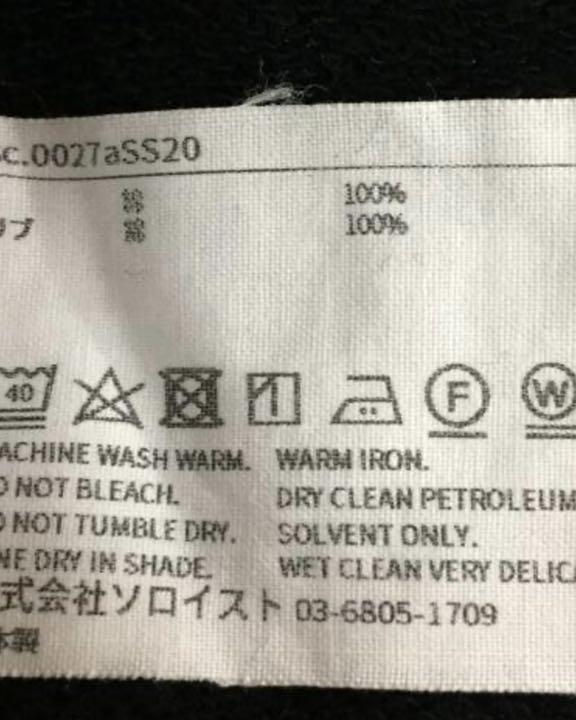 sc.0027aSS20
綿 100%
ラブ 綿 100%
40 F W
ACHINE WASH WARM. WARM IRON.
O NOT BLEACH. DRY CLEAN PETROLEUM
O NOT TUMBLE DRY. SOLVENT ONLY.
NE DRY IN SHADE. WET CLEAN VERY DELICA
式会社ソロイスト 03-6805-1709
本製